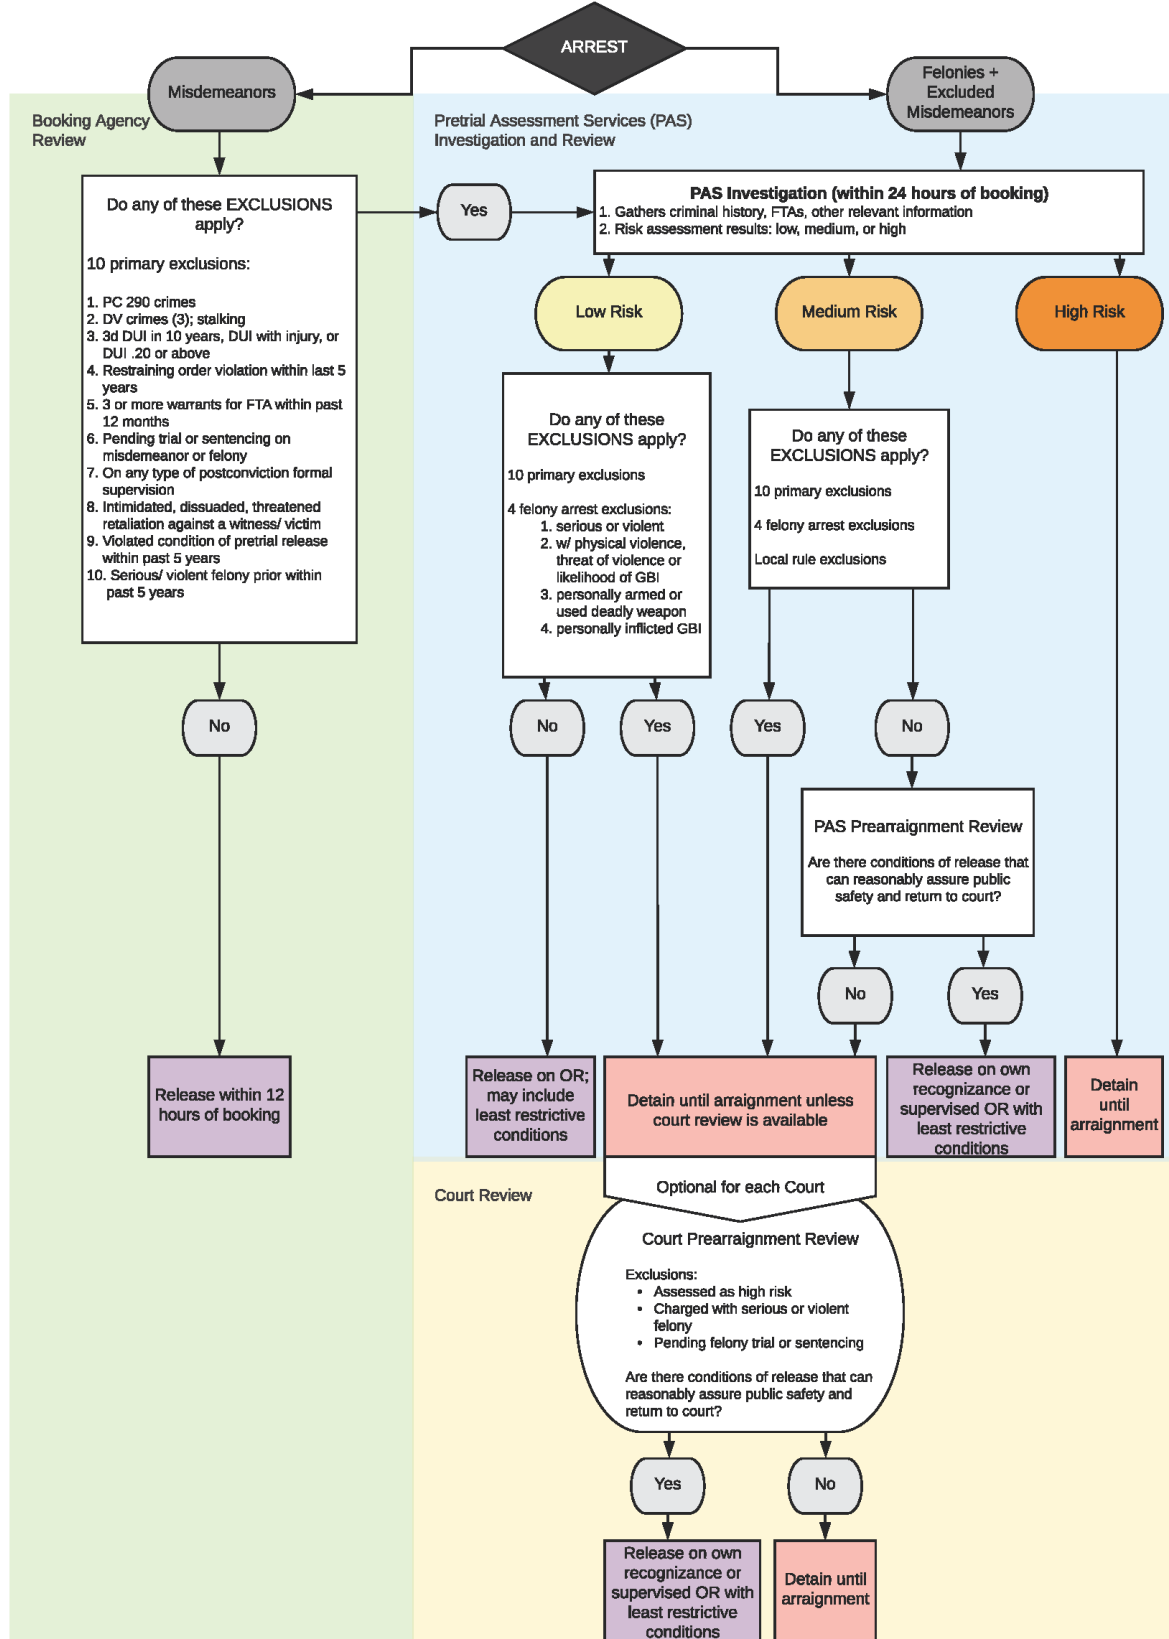 ARREST
Misdemeanors
Felonies +
Excluded
Misdemeanors
Booking Agency
Review
Pretrial Assessment Services (PAS)
Investigation and Review
Do any of these EXCLUSIONS
apply?
10 primary exclusions:
1. PC 290 crimes
2. DV crimes (3); stalking
3. 3d DUI in 10 years, DUI with injury, or
DUI .20 or above
4. Restraining order violation within last 5
years
5. 3 or more warrants for FTA within past
12 months
6. Pending trial or sentencing on
misdemeanor or felony
7. On any type of postconviction formal
supervision
8. Intimidated, dissuaded, threatened
retaliation against a witness/ victim
9. Violated condition of pretrial release
within past 5 years
10. Serious/ violent felony prior within
past 5 years
Yes
PAS Investigation (within 24 hours of booking)
1. Gathers criminal history, FTAs, other relevant information
2. Risk assessment results: low, medium, or high
Low Risk
Medium Risk
High Risk
Do any of these
EXCLUSIONS apply?
10 primary exclusions
4 felony arrest exclusions:
1. serious or violent
2. w/ physical violence,
threat of violence or
likelihood of GBI
3. personally armed or
used deadly weapon
4. personally inflicted GBI
Do any of these
EXCLUSIONS apply?
10 primary exclusions
4 felony arrest exclusions
Local rule exclusions
No
No
Yes
Yes
No
PAS Prearraignment Review
Are there conditions of release that
can reasonably assure public
safety and return to court?
No
Yes
Release within 12
hours of booking
Release on OR;
may include
least restrictive
conditions
Detain until arraignment unless
court review is available
Release on own
recognizance or
supervised OR with
least restrictive
conditions
Detain
until
arraignment
Court Review
Optional for each Court
Court Prearraignment Review
Exclusions:
• Assessed as high risk
• Charged with serious or violent
felony
• Pending felony trial or sentencing
Are there conditions of release that can
reasonably assure public safety and
return to court?
Yes
No
Release on own
recognizance or
supervised OR with
least restrictive
conditions
Detain until
arraignment